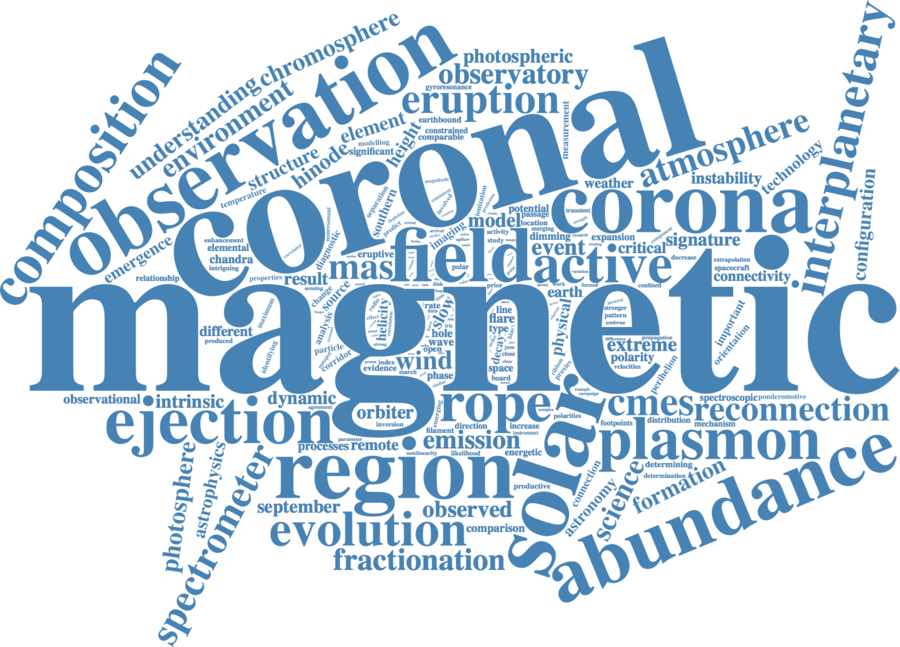 interplanetary
composition
understanding
chromosphere
environment
observation
photospheric
observatory
gyroresonance
eruption
earthbound
constrained
comparable
measurement
element
modelling
significant
height
structure
hinode
temperature
coronal
atmosphere
weather
instability
technology
configuration
corona
southern
separation
magnitude
imaging
model
potential
passage
location
merging
transient
emergence
enhancement
elemental
chandra
intriguing
diagnostic
activity
study
dimming
expansion
event
critical
signature
decrease
extrapolation
spacecraft
connectivity
relationship
properties
result
eruptive
mass
field
active
polar
prior
confined
earth
magnetic
source
change
analysis
particle
corridor
maximum
identifying
different
produced
helicity
strong
rate
slow
hole
wave
open
line
flare
type
decay
space
board
physical
inverse
stronger
pattern
propagation
extreme
polarity
velocities
important
orientation
perihelion
index
evidence
march
wind
phase
observational
intrinsic
dynamic
agreement
orbiter
inversion
rope
solar
cmes
spectroscopic
ponderomotive
reconnection
ejection
filament
direction
increase
instrument
polarities
footpoints
distribution
mechanism
parameter
processes
remote
emission
nonlinearity
likelihood
energetic
plasmon
photosphere
astrophysics
spectrometer
region
productive
connection
astronomy
science
determining
determination
formation
abundance
september
observed
evolution
comparison
fractionation